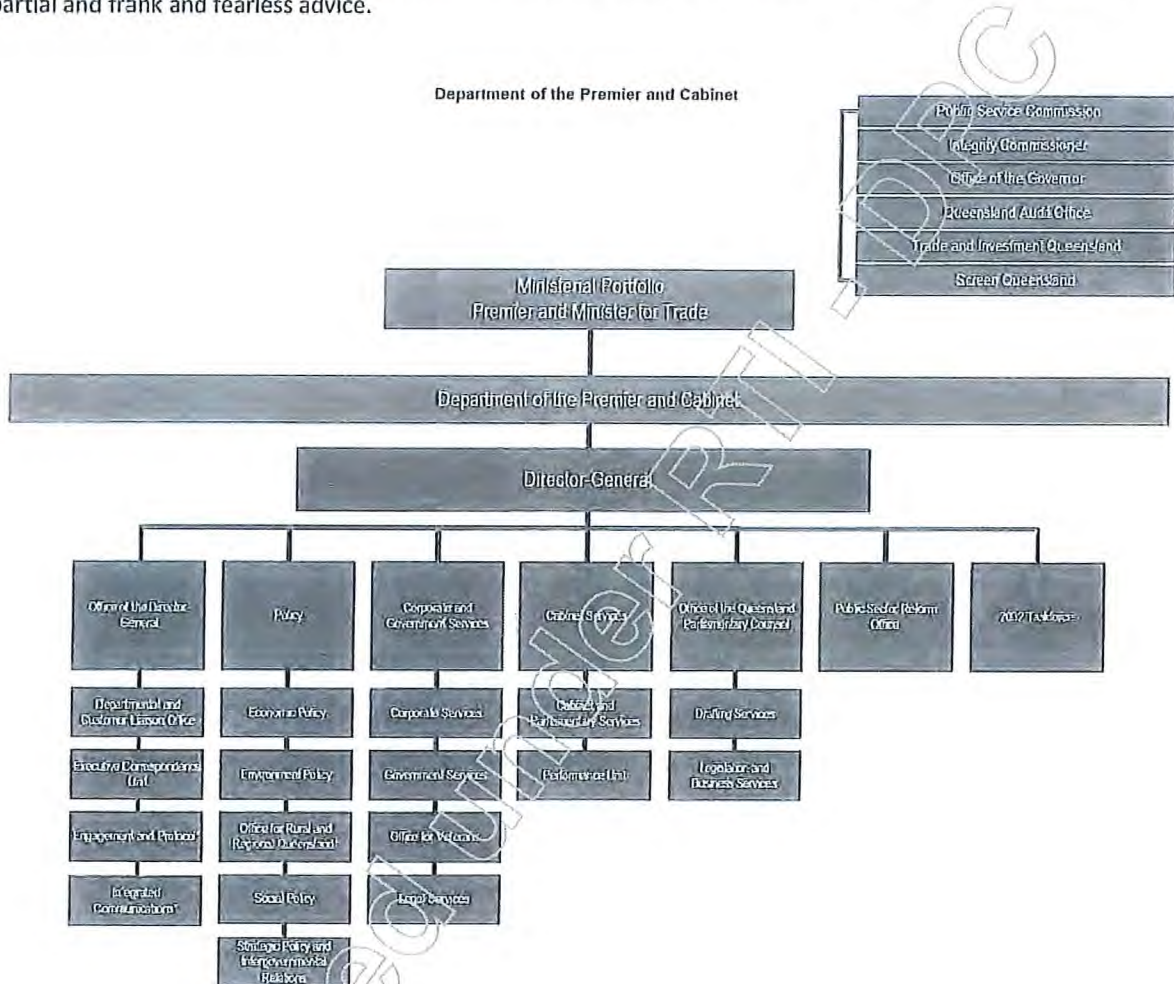 partial and frank and fearless advice.
Department of the Premier and Cabinet
Public Service Commission
Integrity Commissioner
Office of the Governor
Queensland Audit Office
Trade and Investment Queensland
Screen Queensland
Ministerial Portfolio
Premier and Minister for Trade
Department of the Premier and Cabinet
Director-General
Office of the Director-
General
Policy
Corporate and
Government Services
Cabinet Services
Office of the Queensland
Parliamentary Counsel
Public Sector Reform
Office
Departmental and
Customer Liaison Office
Economic Policy
Corporate Services
Cabinet and
Parliamentary Services
Drafting Services
Executive Correspondence
Unit
Environment Policy
Government Services
Performance Unit
Legislation and
Business Services
Engagement and Protocol*
Office for Rural and
Regional Queensland*
Office for Veterans
Integrated
Communications*
Social Policy
Legal Services
Strategic Policy and
Intergovernmental
Relations
ed under RTI - DPC